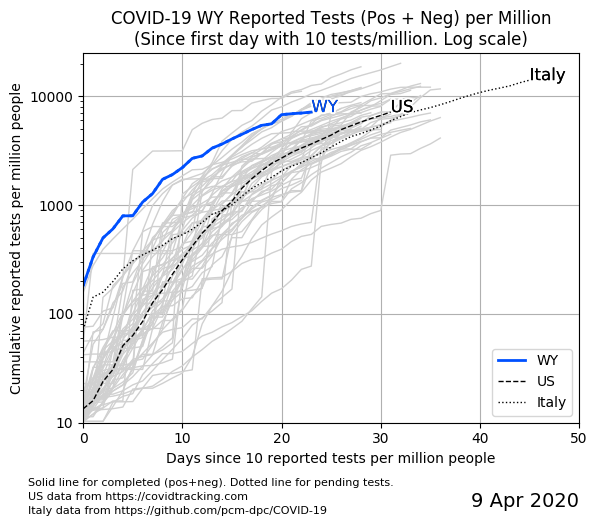 COVID-19 WY Reported Tests (Pos + Neg) per Million
(Since first day with 10 tests/million. Log scale)
Cumulative reported tests per million people
10000
1000
100
10
WY
US
Italy
WY
US
Italy
0
10
20
30
40
50
Days since 10 reported tests per million people
Solid line for completed (pos+neg). Dotted line for pending tests.
US data from https://covidtracking.com
Italy data from https://github.com/pcm-dpc/COVID-19
9 Apr 2020